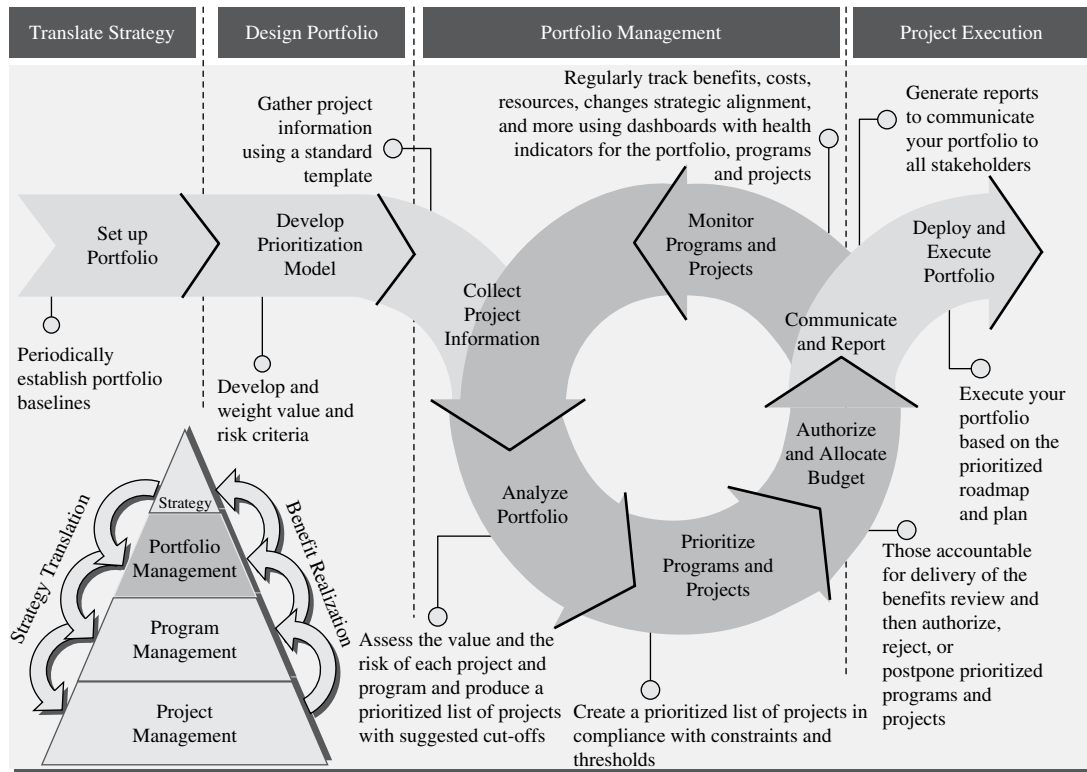 Translate Strategy
Design Portfolio
Portfolio Management
Project Execution
Gather project
information
using a standard
template
Regularly track benefits, costs,
resources, changes strategic alignment,
and more using dashboards with health
indicators for the portfolio, programs
and projects
Generate reports
to communicate
your portfolio to
all stakeholders
Set up
Portfolio
Develop
Prioritization
Model
Collect
Project
Information
Monitor
Programs and
Projects
Communicate
and Report
Deploy and
Execute
Portfolio
Periodically
establish portfolio
baselines
Develop and
weight value and
risk criteria
Authorize
and Allocate
Budget
Execute your
portfolio
based on the
prioritized
roadmap
and plan
Analyze
Portfolio
Prioritize
Programs and
Projects
Strategy Translation
Strategy
Portfolio
Management
Program
Management
Project
Management
Benefit Realization
Assess the value and the
risk of each project and
program and produce a
prioritized list of projects
with suggested cut-offs
Create a prioritized list of projects in
compliance with constraints and
thresholds
Those accountable
for delivery of the
benefits review and
then authorize,
reject, or
postpone prioritized
programs and
projects